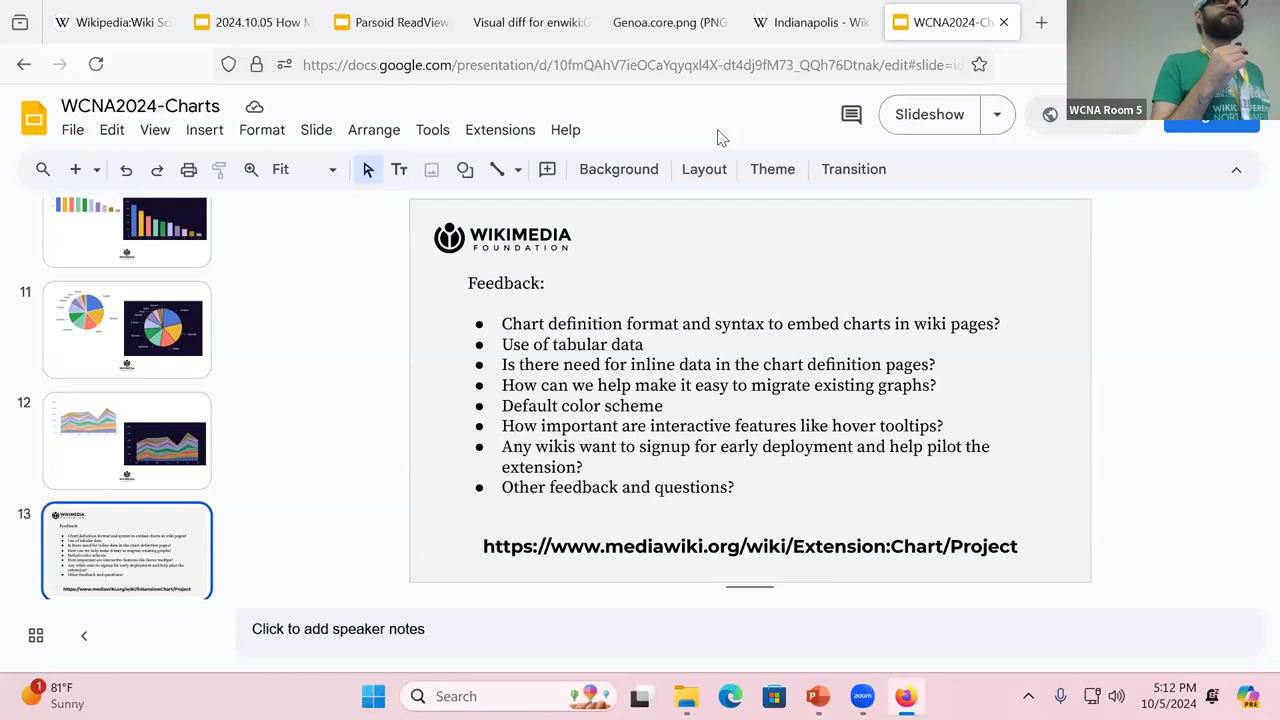 Wikipedia:Wiki Sc
2024.10.05 How M
Parsoid ReadView
Visual diff for enwiki:G
Genoa.core.png (PNG
Indianapolis - Wik
WCNA2024-Ch
https://docs.google.com/presentation/d/10fmQAhV7ieOCaYqyqxl4X-dt4dj9fM73_QQh76Dtnak/edit#slide=i
WCNA Room 5
WCNA2024-Charts
File Edit View Insert Format Slide Arrange Tools Extensions Help
Slideshow
Fit
Background Layout Theme Transition
11
12
13
WIKIMEDIA
FOUNDATION
Feedback:
● Chart definition format and syntax to embed charts in wiki pages?
● Use of tabular data
● Is there need for inline data in the chart definition pages?
● How can we help make it easy to migrate existing graphs?
● Default color scheme
● How important are interactive features like hover tooltips?
● Any wikis want to signup for early deployment and help pilot the
extension?
● Other feedback and questions?
https://www.mediawiki.org/wiki/Extension:Chart/Project
Click to add speaker notes
1
81°F
Sunny
Search
zoom
5:12 PM
10/5/2024
PRE